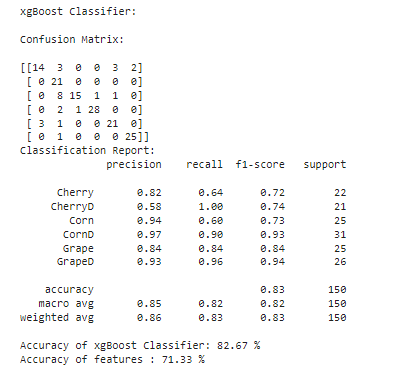 xgBoost Classifier:
Confusion Matrix:
[[14 3 0 0 3 2]
[ 0 21 0 0 0 0]
[ 0 8 15 1 1 0]
[ 0 2 1 28 0 0]
[ 3 1 0 0 21 0]
[ 0 1 0 0 0 25]]
Classification Report:
precision recall f1-score support
Cherry 0.82 0.64 0.72 22
CherryD 0.58 1.00 0.74 21
Corn 0.94 0.60 0.73 25
CornD 0.97 0.90 0.93 31
Grape 0.84 0.84 0.84 25
GrapeD 0.93 0.96 0.94 26
accuracy 0.83 150
macro avg 0.85 0.82 0.82 150
weighted avg 0.86 0.83 0.83 150
Accuracy of xgBoost Classifier: 82.67 %
Accuracy of features : 71.33 %